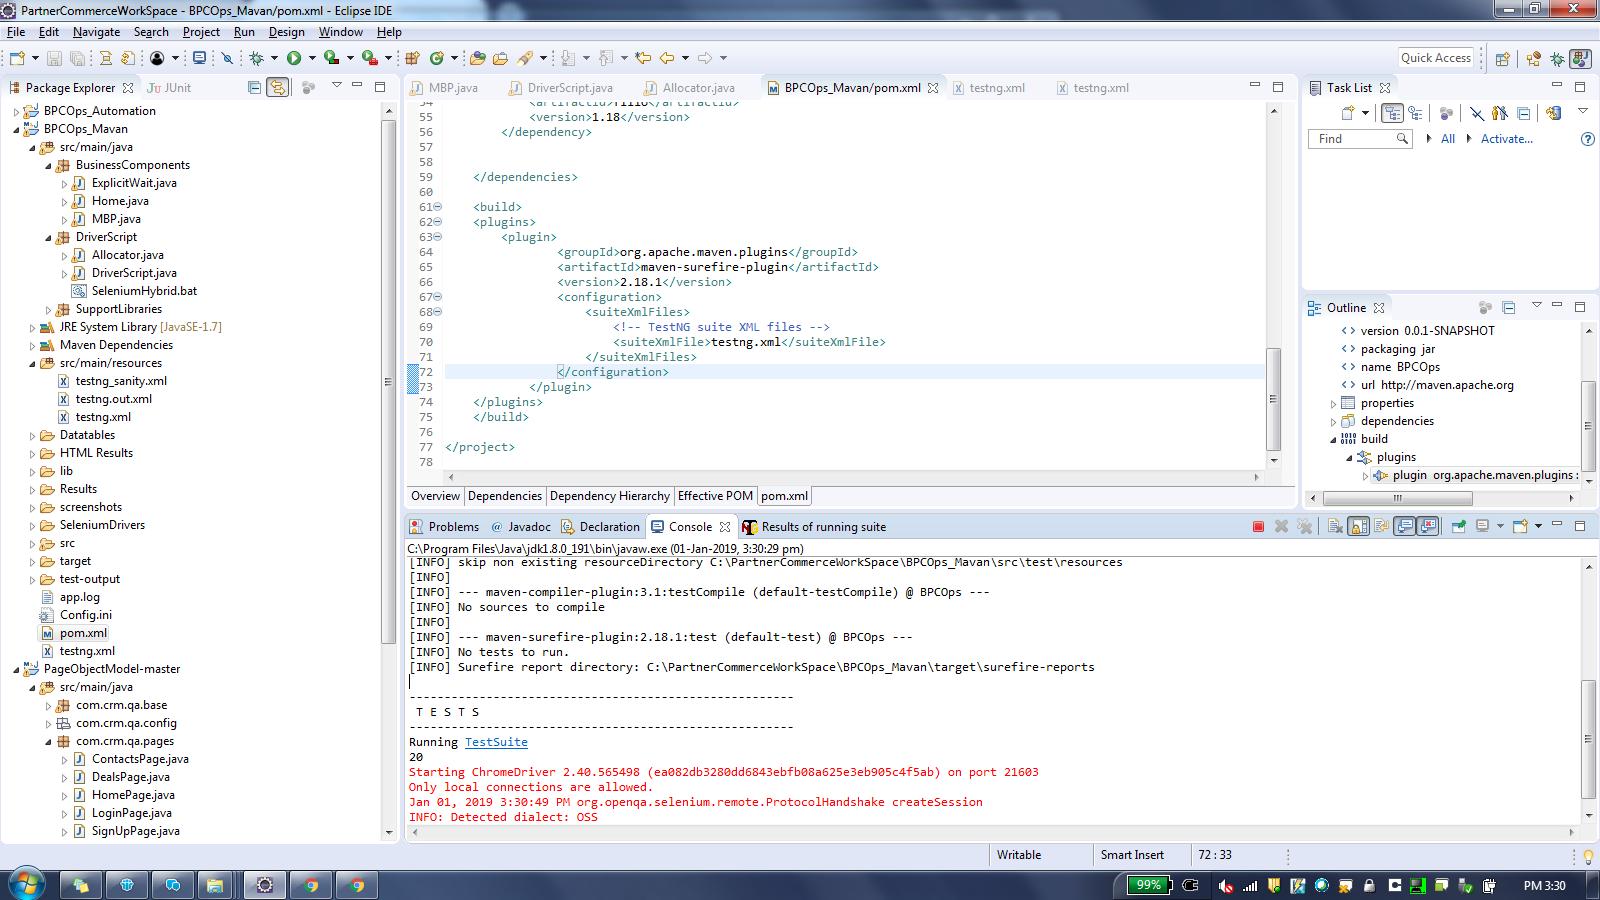 PartnerCommerceWorkSpace - BPCOps_Mavan/pom.xml - Eclipse IDE
File Edit Navigate Search Project Run Design Window Help
Quick Access
Package Explorer JUnit
BPCOps_Automation
BPCOps_Mavan
src/main/java
BusinessComponents
ExplicitWait.java
Home.java
MBP.java
DriverScript
Allocator.java
DriverScript.java
SeleniumHybrid.bat
SupportLibraries
JRE System Library [JavaSE-1.7]
Maven Dependencies
src/main/resources
testng_sanity.xml
testng.out.xml
testng.xml
Datatables
HTML Results
lib
Results
screenshots
SeleniumDrivers
src
target
test-output
app.log
Config.ini
pom.xml
testng.xml
PageObjectModel-master
src/main/java
com.crm.qa.base
com.crm.qa.config
com.crm.qa.pages
ContactsPage.java
DealsPage.java
HomePage.java
LoginPage.java
SignUpPage.java
MBP.java DriverScript.java Allocator.java BPCOps_Mavan/pom.xml testng.xml testng.xml
55 <version>1.18</version>
56 </dependency>
57
58
59 </dependencies>
60
61 <build>
62 <plugins>
63 <plugin>
64 <groupId>org.apache.maven.plugins</groupId>
65 <artifactId>maven-surefire-plugin</artifactId>
66 <version>2.18.1</version>
67 <configuration>
68 <suiteXmlFiles>
69 <!-- TestNG suite XML files -->
70 <suiteXmlFile>testng.xml</suiteXmlFile>
71 </suiteXmlFiles>
72 </configuration>
73 </plugin>
74 </plugins>
75 </build>
76
77 </project>
78
Overview Dependencies Dependency Hierarchy Effective POM pom.xml
Task List
Find All Activate...
Outline
version 0.0.1-SNAPSHOT
packaging jar
name BPCOps
url http://maven.apache.org
properties
dependencies
build
plugins
plugin org.apache.maven.plugins :
Problems Javadoc Declaration Console Results of running suite
C:\Program Files\Java\jdk1.8.0_191\bin\javaw.exe (01-Jan-2019, 3:30:29 pm)
[INFO] skip non existing resourceDirectory C:\PartnerCommerceWorkSpace\BPCOps_Mavan\src\test\resources
[INFO]
[INFO] --- maven-compiler-plugin:3.1:testCompile (default-testCompile) @ BPCOps ---
[INFO] No sources to compile
[INFO]
[INFO] --- maven-surefire-plugin:2.18.1:test (default-test) @ BPCOps ---
[INFO] No tests to run.
[INFO] Surefire report directory: C:\PartnerCommerceWorkSpace\BPCOps_Mavan\target\surefire-reports
-------------------------------------------------------
T E S T S
-------------------------------------------------------
Running TestSuite
20
Starting ChromeDriver 2.40.565498 (ea082db3280dd6843ebfb08a625e3eb905c4f5ab) on port 21603
Only local connections are allowed.
Jan 01, 2019 3:30:49 PM org.openqa.selenium.remote.ProtocolHandshake createSession
INFO: Detected dialect: OSS
Writable Smart Insert 72 : 33
99% PM 3:30